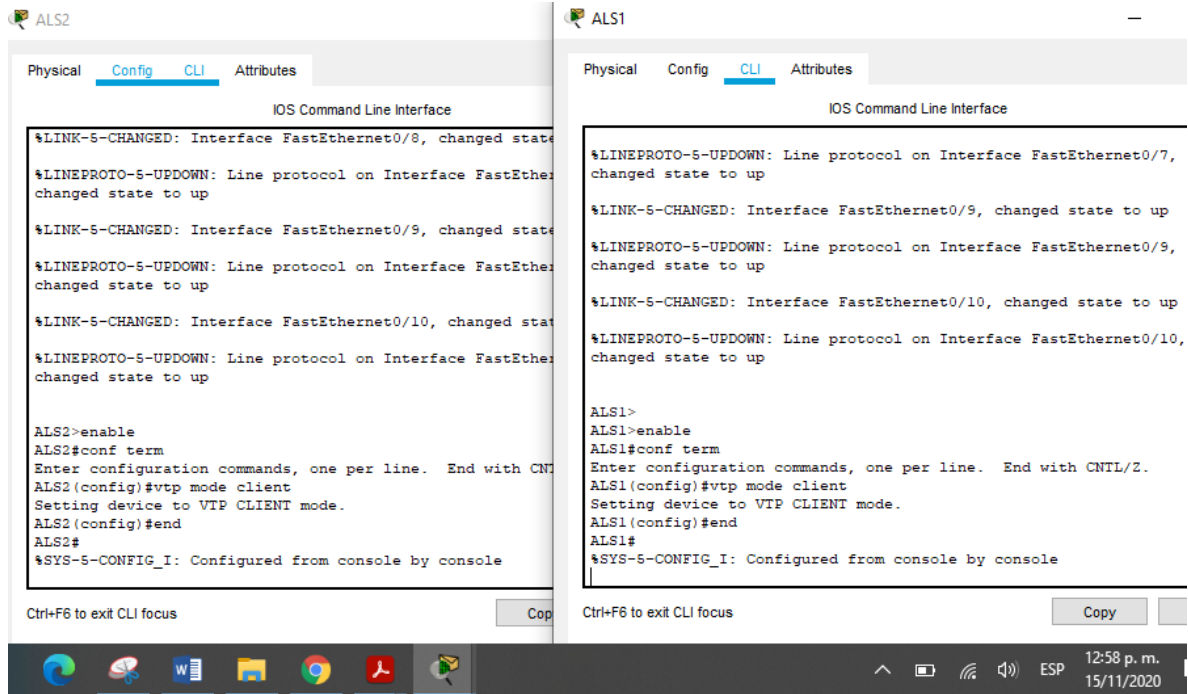 ALS2
Physical Config CLI Attributes
IOS Command Line Interface
%LINK-5-CHANGED: Interface FastEthernet0/8, changed state
%LINEPROTO-5-UPDOWN: Line protocol on Interface
changed state to up
%LINK-5-CHANGED: Interface FastEthernet0/9, changed state
%LINEPROTO-5-UPDOWN: Line protocol on Interface
changed state to up
%LINK-5-CHANGED: Interface FastEthernet0/10, changed
%LINEPROTO-5-UPDOWN: Line protocol on Interface
changed state to up
ALS2>enable
ALS2#conf term
Enter configuration commands, one per line. End with
ALS2(config)#vtp mode client
Setting device to VTP CLIENT mode.
ALS2(config)#end
ALS2#
%SYS-5-CONFIG_I: Configured from console by console
Ctrl+F6 to exit CLI focus
Cop
ALS1
Physical Config CLI Attributes
IOS Command Line Interface
%LINEPROTO-5-UPDOWN: Line protocol on Interface FastEthernet0/7,
changed state to up
%LINK-5-CHANGED: Interface FastEthernet0/9, changed state to up
%LINEPROTO-5-UPDOWN: Line protocol on Interface FastEthernet0/9,
changed state to up
%LINK-5-CHANGED: Interface FastEthernet0/10, changed state to up
%LINEPROTO-5-UPDOWN: Line protocol on Interface FastEthernet0/10,
changed state to up
ALS1>
ALS1>enable
ALS1#conf term
Enter configuration commands, one per line. End with CNTL/Z.
ALS1(config)#vtp mode client
Setting device to VTP CLIENT mode.
ALS1(config)#end
ALS1#
%SYS-5-CONFIG_I: Configured from console by console
Ctrl+F6 to exit CLI focus
Copy
ESP
12:58 p. m.
15/11/2020